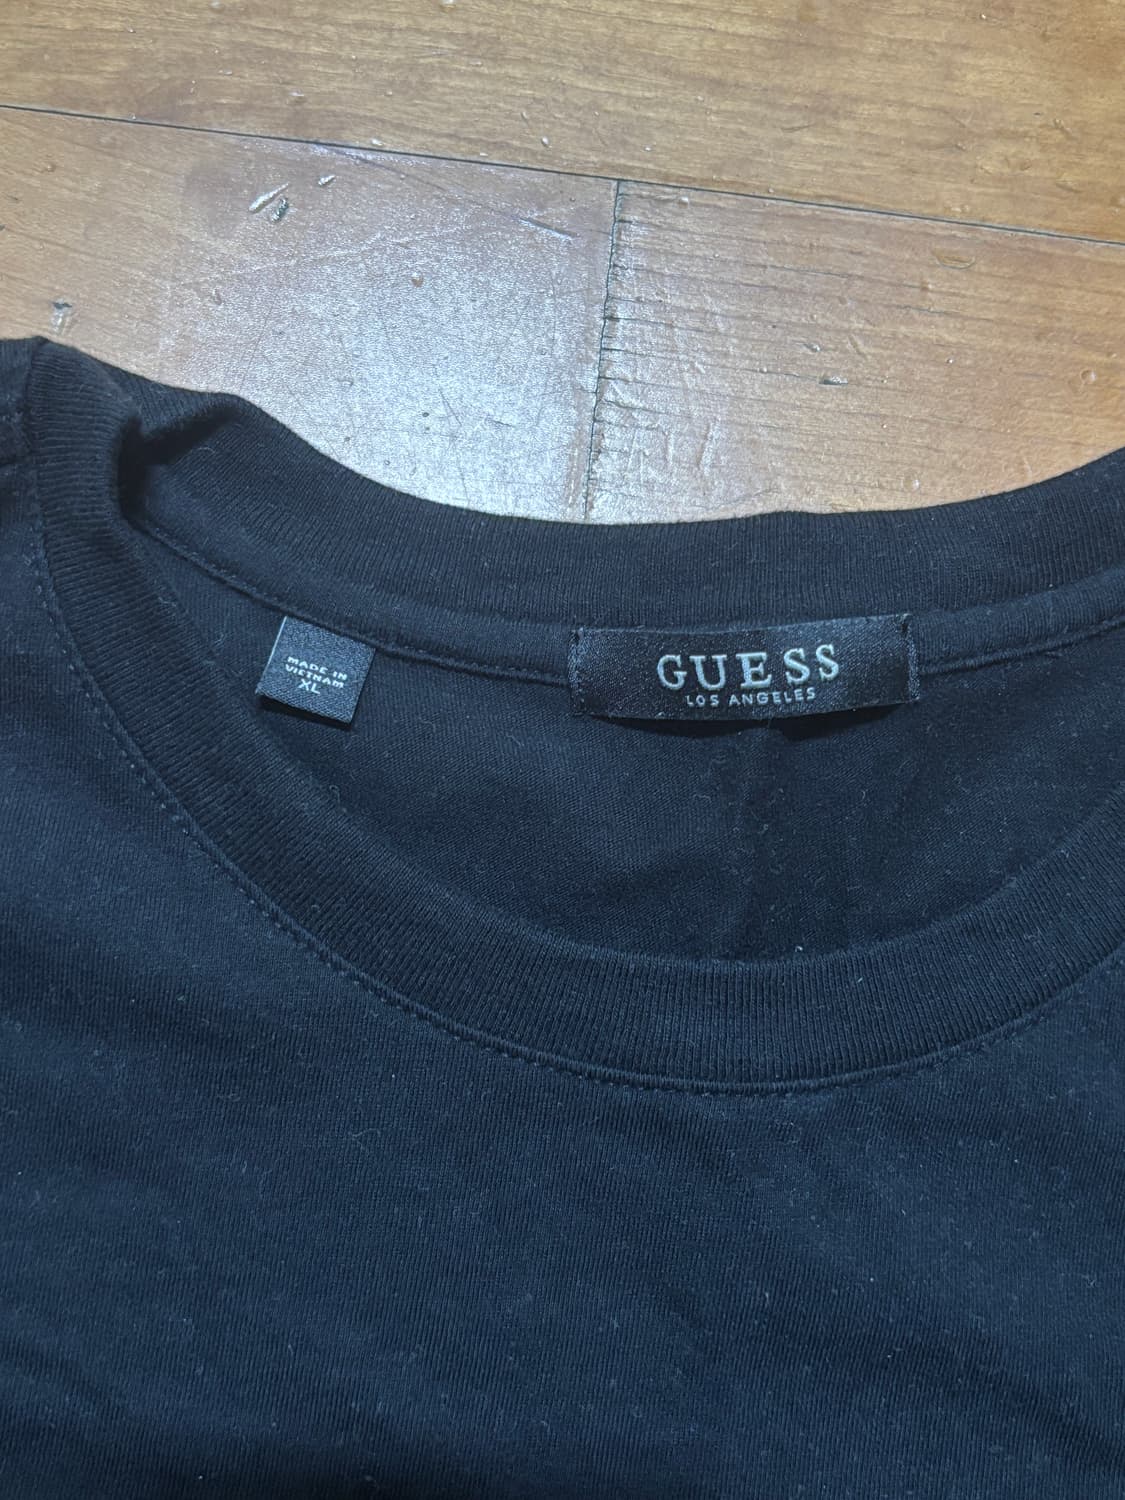 MADE IN
VIETNAM
XL
GUESS
LOS ANGELES